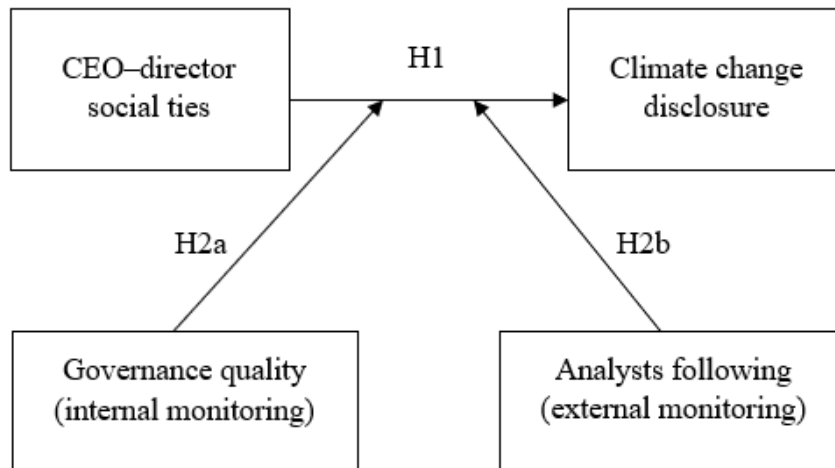 CEO–director
social ties
H1
Climate change
disclosure
H2a
H2b
Governance quality
(internal monitoring)
Analysts following
(external monitoring)